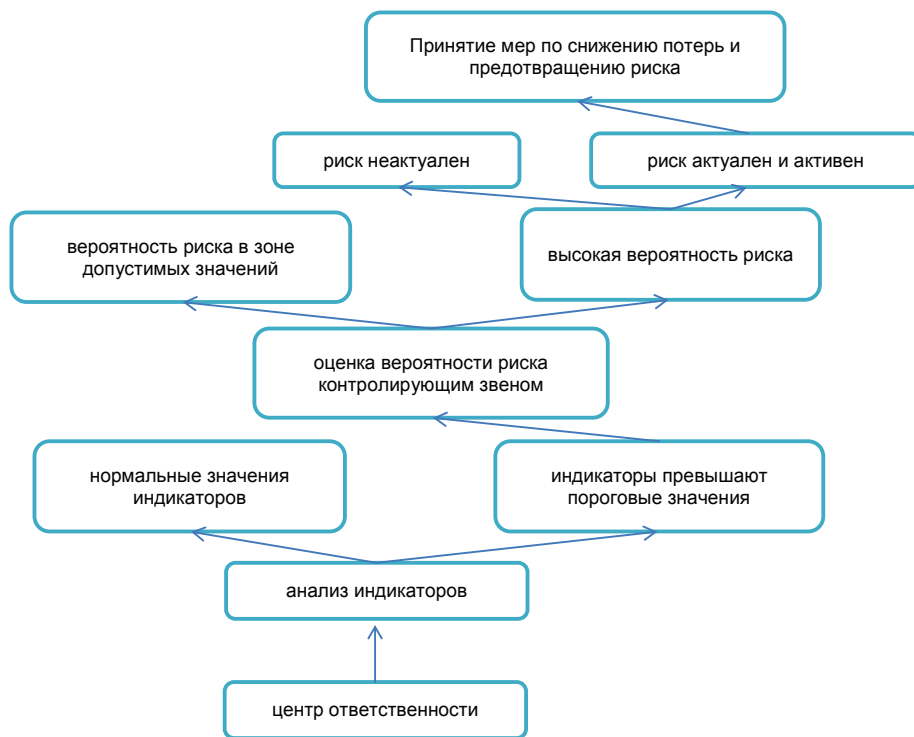 Принятие мер по снижению потерь и
предотвращению риска
риск неактуален
риск актуален и активен
вероятность риска в зоне
допустимых значений
высокая вероятность риска
оценка вероятности риска
контролирующим звеном
нормальные значения
индикаторов
индикаторы превышают
пороговые значения
анализ индикаторов
центр ответственности